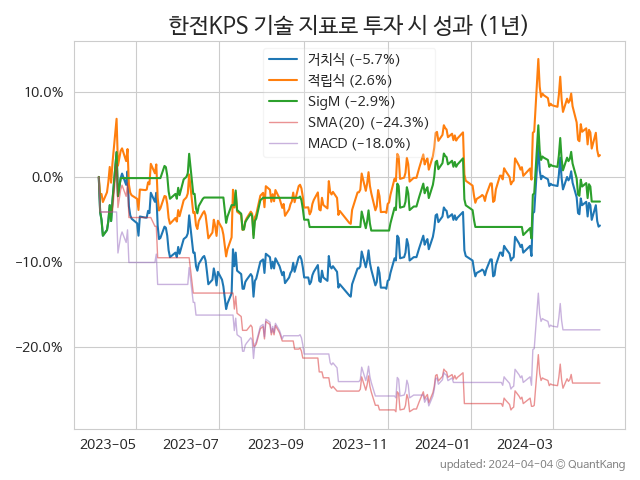 한전KPS 기술 지표로 투자 시 성과 (1년)
거치식 (−5.7%)
적립식 (2.6%)
SigM (−2.9%)
SMA(20) (−24.3%)
MACD (−18.0%)
10.0%
0.0%
−10.0%
−20.0%
2023-05 2023-07 2023-09 2023-11 2024-01 2024-03
updated: 2024-04-04 © QuantKang